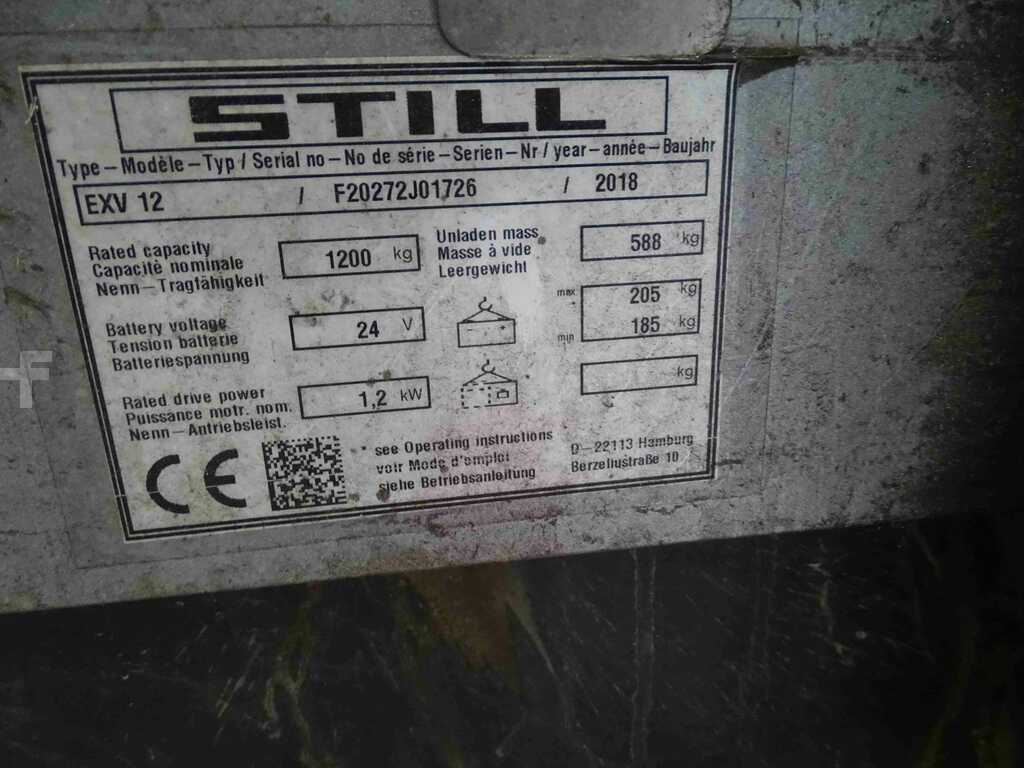 STILL
Type – Modèle – Typ / Serial no – No de série – Serien – Nr / year – année – Baujahr
EXV 12 / F20272J01726 / 2018
Rated capacity
Capacitè nominale
Nenn – Tragfähigkeit
1200 kg
Unladen mass
Masse à vide
Leergewicht
588 kg
Battery voltage
Tension batterie
Batteriespannung
24 V
max 205 kg
min 185 kg
Rated drive power
Puissance motr. nom.
Nenn – Antriebsleist.
1,2 kW
kg
CE
* see Operating instructions
voir Mode d'emploi
siehe Betriebsanleitung
D – 22113 Hamburg
Berzeliustraße 10